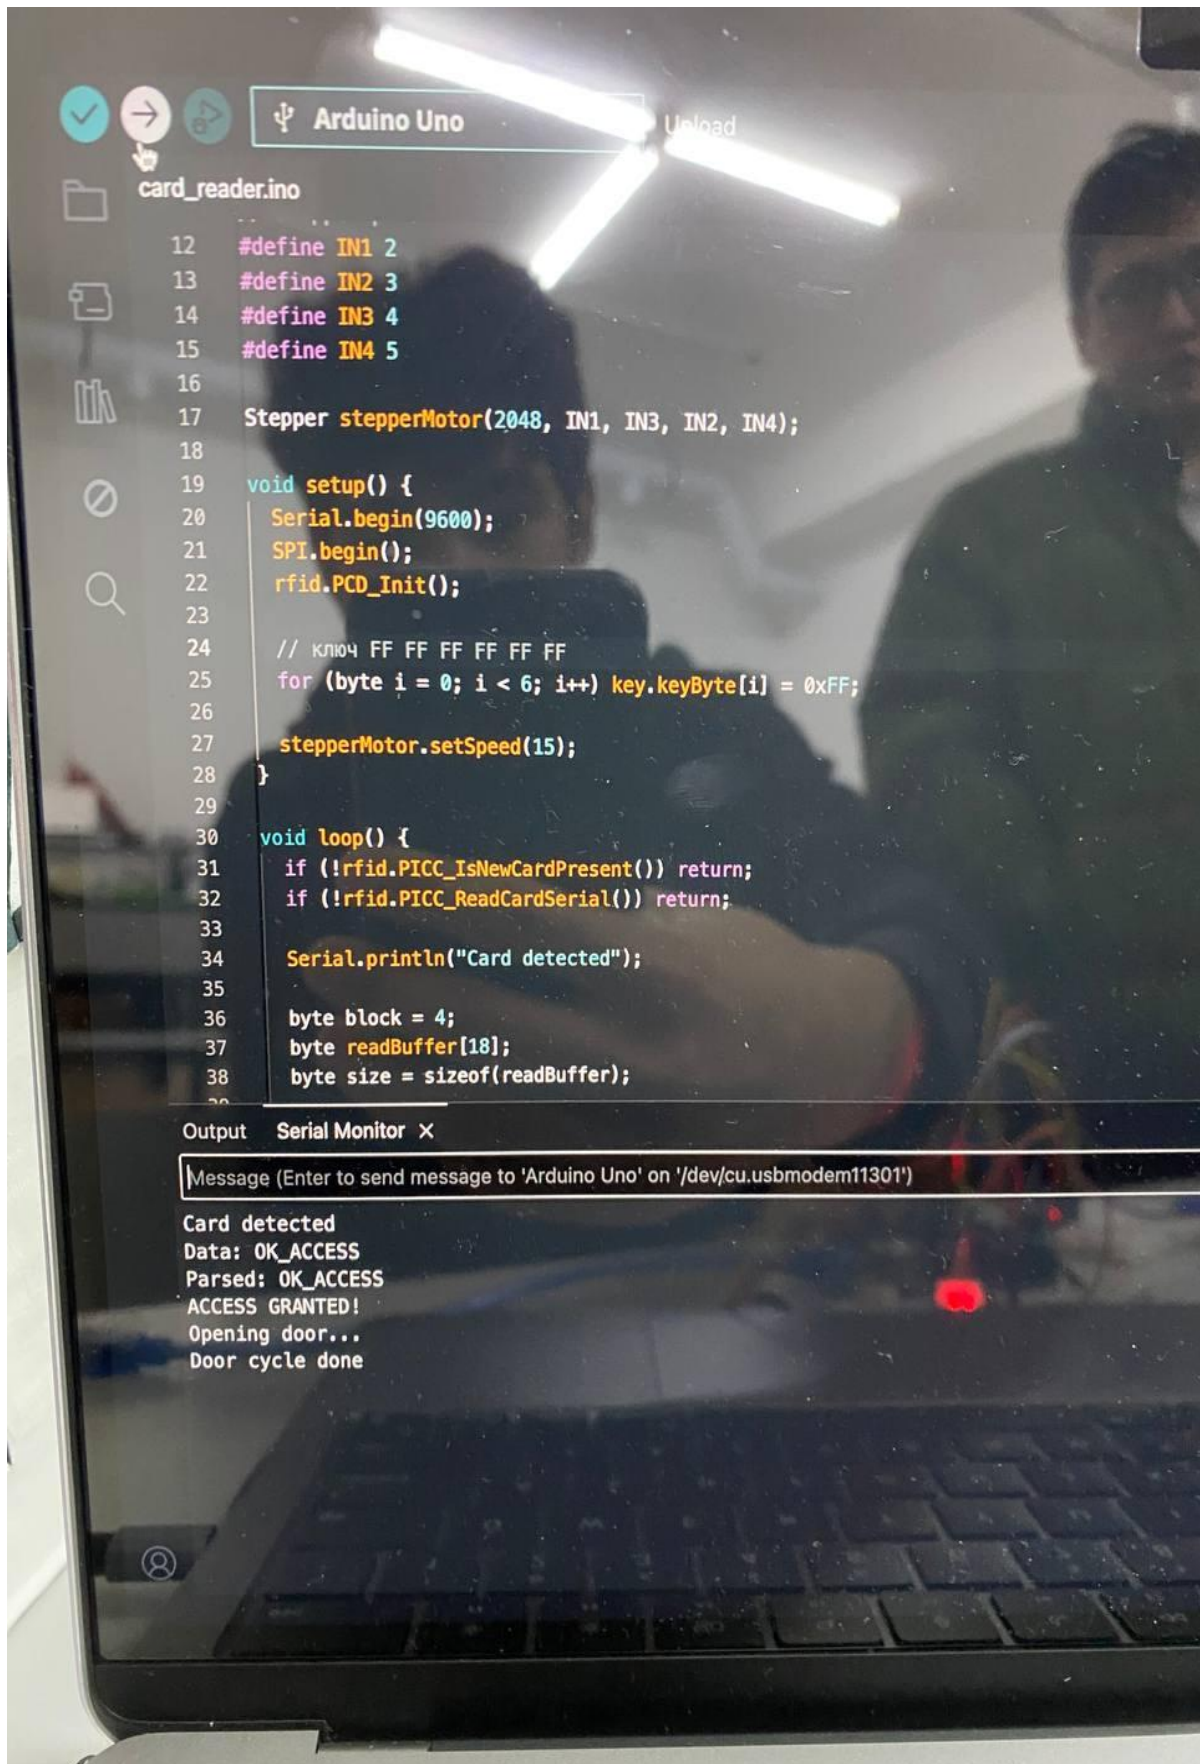 Arduino Uno
Upload
card_reader.ino
12 #define IN1 2
13 #define IN2 3
14 #define IN3 4
15 #define IN4 5
16
17 Stepper stepperMotor(2048, IN1, IN3, IN2, IN4);
18
19 void setup() {
20 Serial.begin(9600);
21 SPI.begin();
22 rfid.PCD_Init();
23
24 // ключ FF FF FF FF FF FF
25 for (byte i = 0; i < 6; i++) key.keyByte[i] = 0xFF;
26
27 stepperMotor.setSpeed(15);
28 }
29
30 void loop() {
31 if (!rfid.PICC_IsNewCardPresent()) return;
32 if (!rfid.PICC_ReadCardSerial()) return;
33
34 Serial.println("Card detected");
35
36 byte block = 4;
37 byte readBuffer[18];
38 byte size = sizeof(readBuffer);
Output Serial Monitor X
Message (Enter to send message to 'Arduino Uno' on '/dev/cu.usbmodem11301')
Card detected
Data: OK_ACCESS
Parsed: OK_ACCESS
ACCESS GRANTED!
Opening door...
Door cycle done